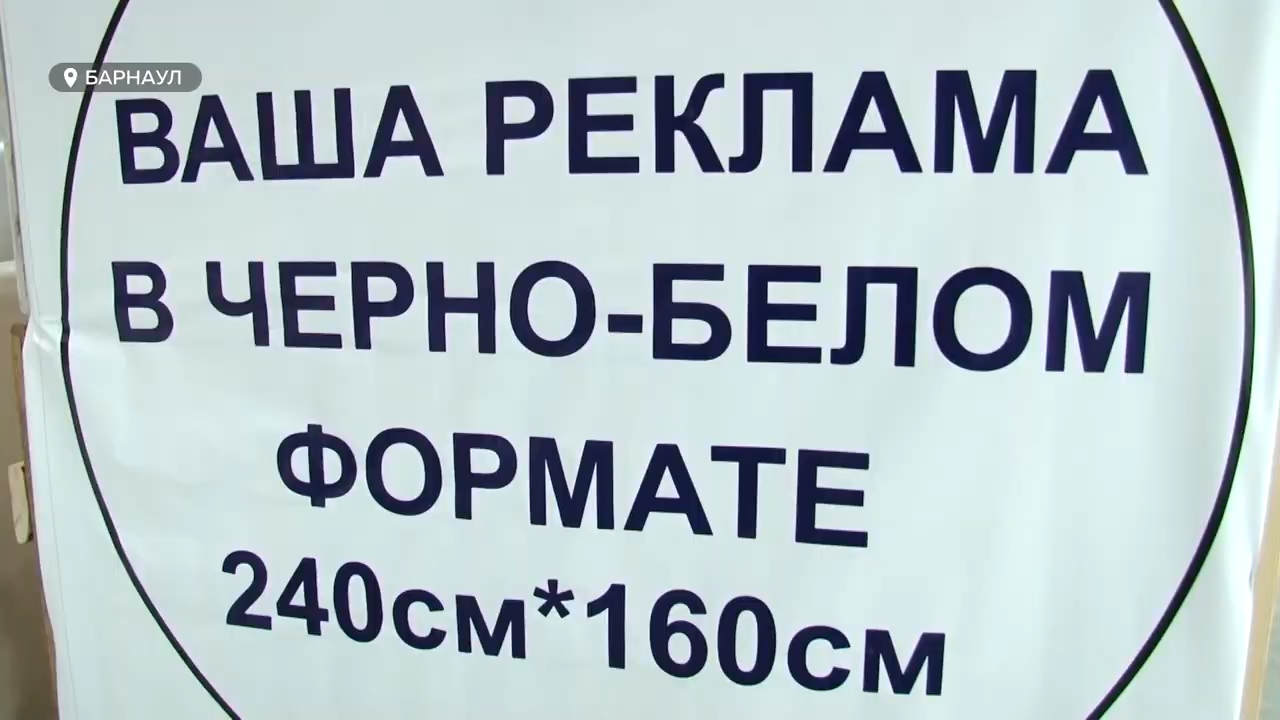 БАРНАУЛ
ВАША РЕКЛАМА
В ЧЕРНО-БЕЛОМ
ФОРМАТЕ
240см*160см